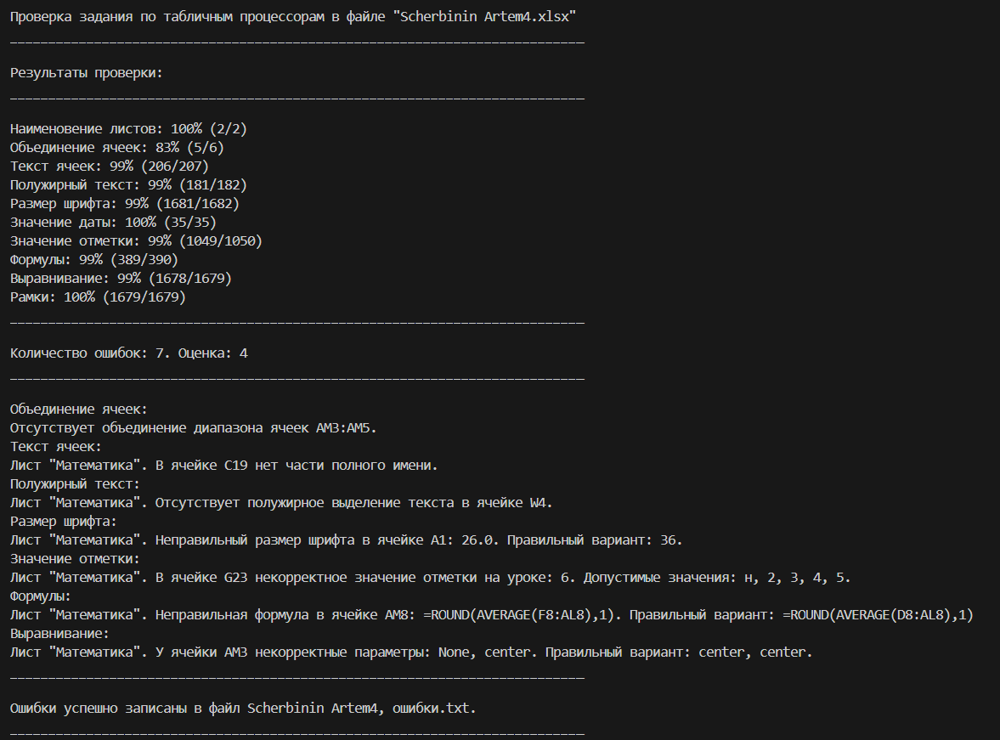 Проверка задания по табличным процессорам в файле "Scherbinin Artem4.xlsx"
___________________________________________________________________________
Результаты проверки:
___________________________________________________________________________
Наименовение листов: 100% (2/2)
Объединение ячеек: 83% (5/6)
Текст ячеек: 99% (206/207)
Полужирный текст: 99% (181/182)
Размер шрифта: 99% (1681/1682)
Значение даты: 100% (35/35)
Значение отметки: 99% (1049/1050)
Формулы: 99% (389/390)
Выравнивание: 99% (1678/1679)
Рамки: 100% (1679/1679)
___________________________________________________________________________
Количество ошибок: 7. Оценка: 4
___________________________________________________________________________
Объединение ячеек:
Отсутствует объединение диапазона ячеек AM3:AM5.
Текст ячеек:
Лист "Математика". В ячейке C19 нет части полного имени.
Полужирный текст:
Лист "Математика". Отсутствует полужирное выделение текста в ячейке W4.
Размер шрифта:
Лист "Математика". Неправильный размер шрифта в ячейке A1: 26.0. Правильный вариант: 36.
Значение отметки:
Лист "Математика". В ячейке G23 некорректное значение отметки на уроке: 6. Допустимые значения: н, 2, 3, 4, 5.
Формулы:
Лист "Математика". Неправильная формула в ячейке AM8: =ROUND(AVERAGE(F8:AL8),1). Правильный вариант: =ROUND(AVERAGE(D8:AL8),1)
Выравнивание:
Лист "Математика". У ячейки AM3 некорректные параметры: None, center. Правильный вариант: center, center.
___________________________________________________________________________
Ошибки успешно записаны в файл Scherbinin Artem4, ошибки.txt.
___________________________________________________________________________